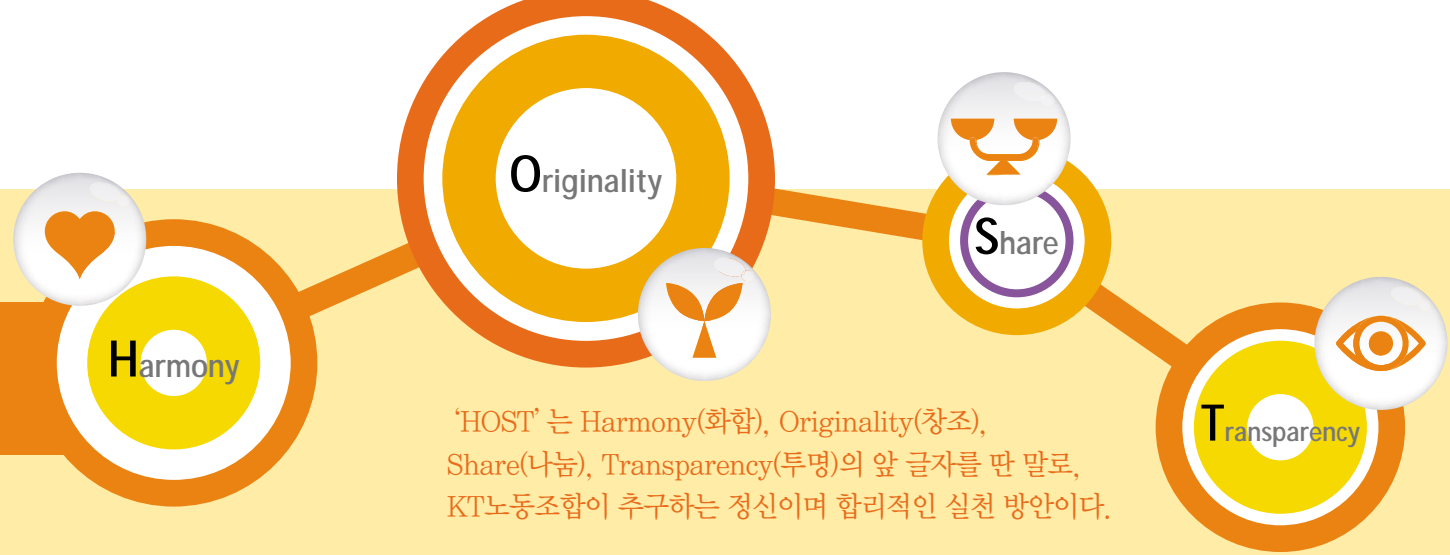 Harmony
Originality
Share
Transparency
‘HOST’는 Harmony(화합), Originality(창조),
Share(나눔), Transparency(투명)의 앞 글자를 딴 말로,
KT노동조합이 추구하는 정신이며 합리적인 실천 방안이다.